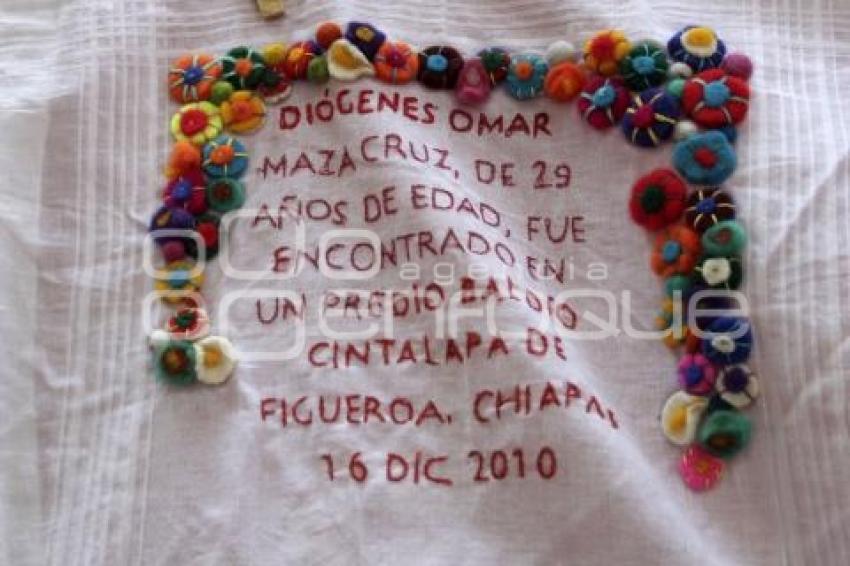 DIÓGENES OMAR
MAZA CRUZ, DE 29
AÑOS DE EDAD, FUE
ENCONTRADO EN
UN PREDIO BALDIO
CINTALAPA DE
FIGUEROA, CHIAPAS
16 DIC 2010
agencia
enfoque